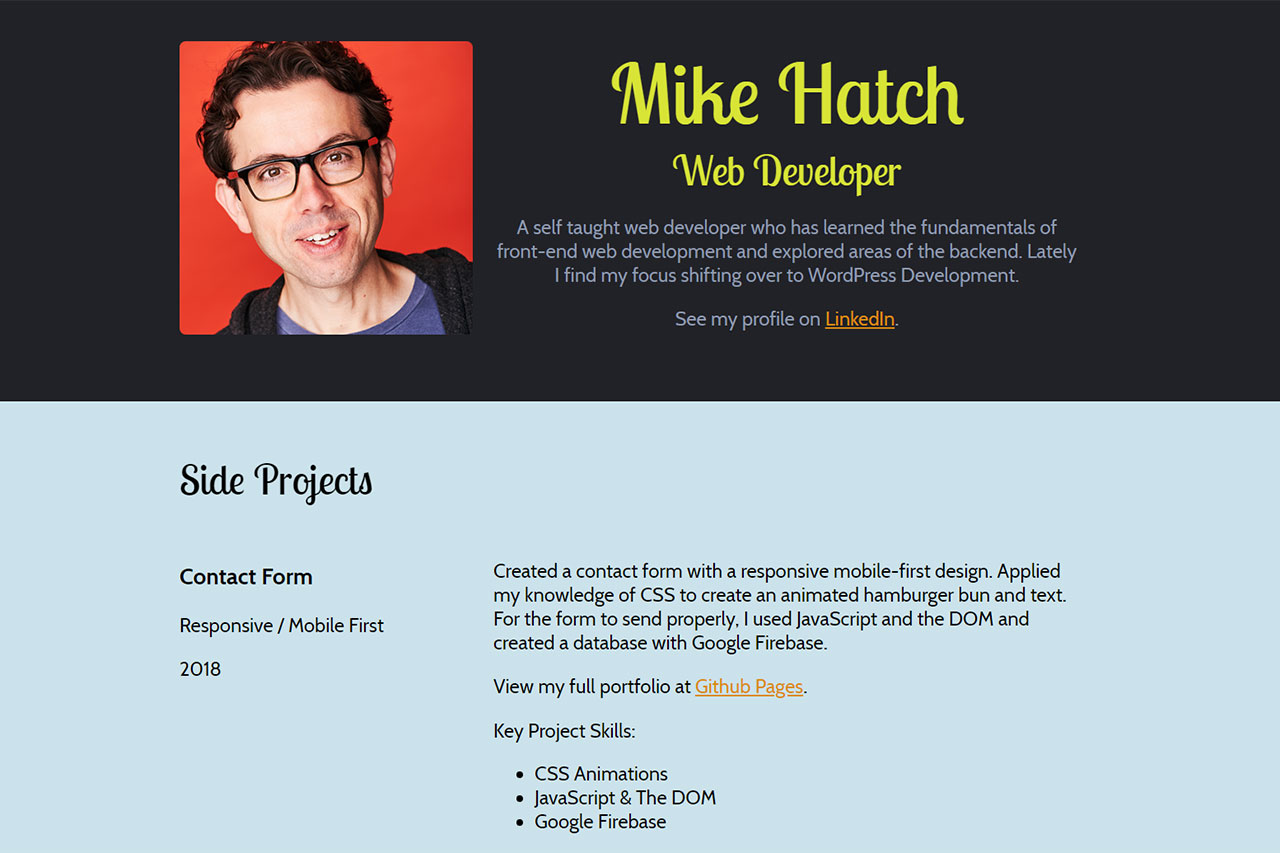 Mike Hatch
Web Developer
A self taught web developer who has learned the fundamentals of
front-end web development and explored areas of the backend. Lately
I find my focus shifting over to WordPress Development.
See my profile on LinkedIn.
Side Projects
Contact Form
Responsive / Mobile First
2018
Created a contact form with a responsive mobile-first design. Applied
my knowledge of CSS to create an animated hamburger bun and text.
For the form to send properly, I used JavaScript and the DOM and
created a database with Google Firebase.
View my full portfolio at Github Pages.
Key Project Skills:
• CSS Animations
• JavaScript & The DOM
• Google Firebase